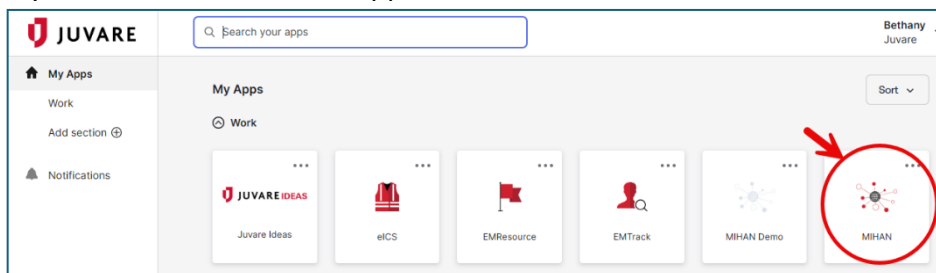 JUVARE
Search your apps
Bethany
Juvare
My Apps
Work
Add section
Notifications
My Apps
Sort
Work
JUVARE IDEAS
Juvare Ideas
eICS
EMResource
EMTrack
MIHAN Demo
MIHAN